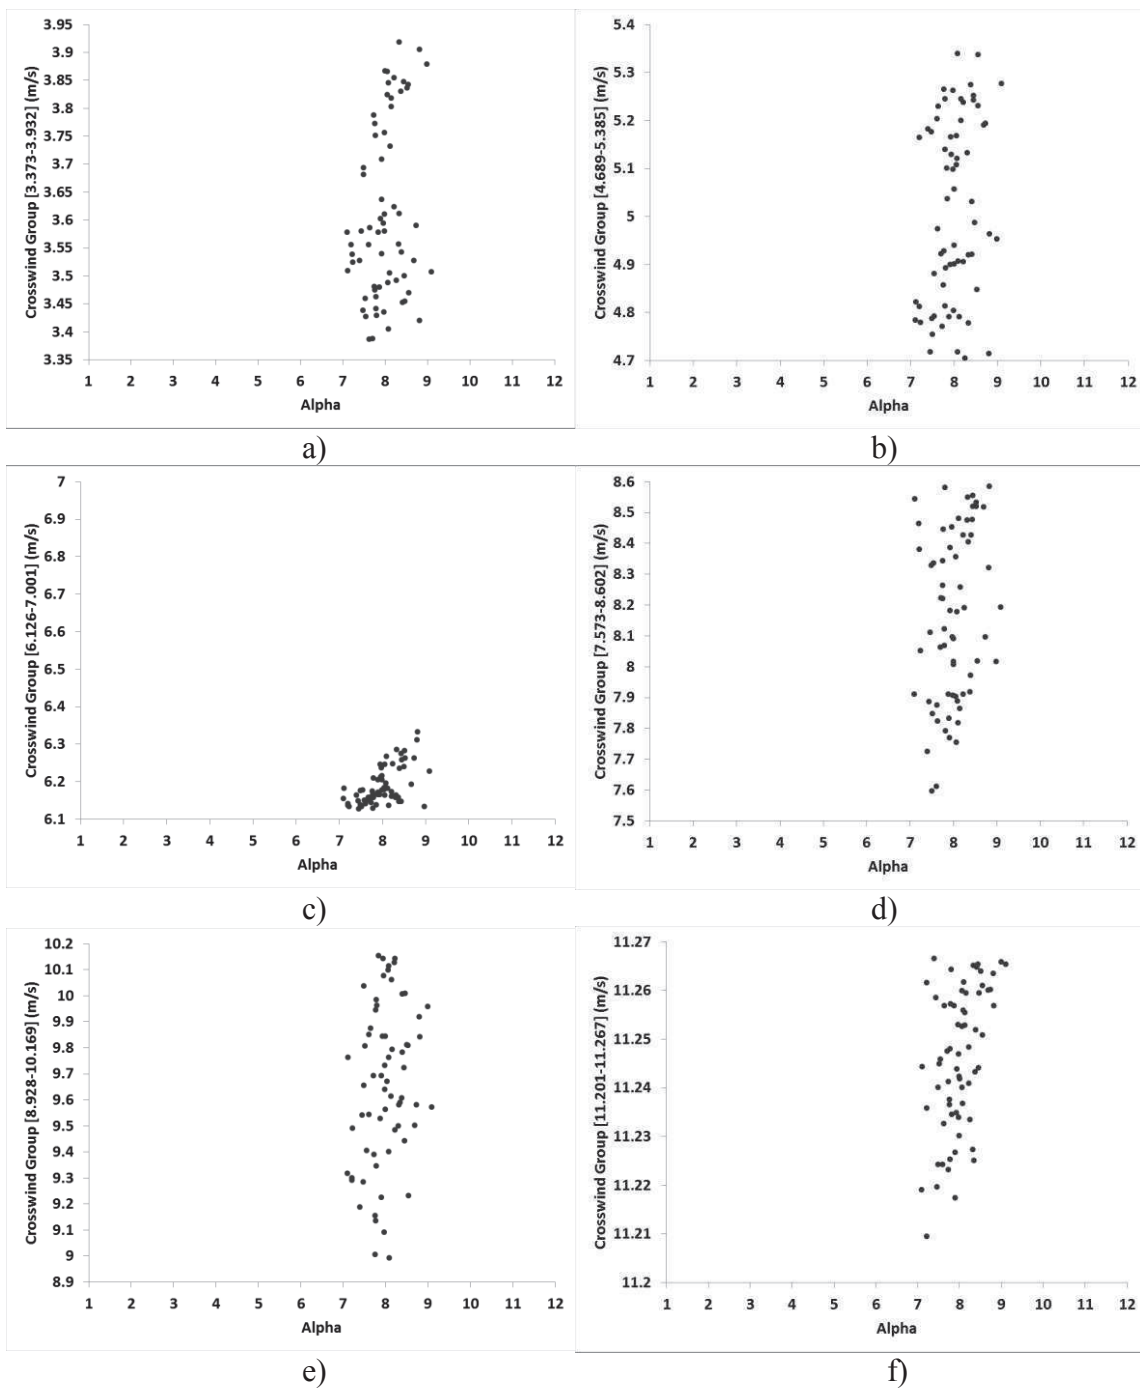 3.95
3.9
3.85
3.8
3.75
3.7
3.65
3.6
3.55
3.5
3.45
3.4
3.35
Crosswind Group [3.373-3.932] (m/s)
1 2 3 4 5 6 7 8 9 10 11 12
Alpha
a)
5.4
5.3
5.2
5.1
5
4.9
4.8
4.7
Crosswind Group [4.689-5.385] (m/s)
1 2 3 4 5 6 7 8 9 10 11 12
Alpha
b)
7
6.9
6.8
6.7
6.6
6.5
6.4
6.3
6.2
6.1
Crosswind Group [6.126-7.001] (m/s)
1 2 3 4 5 6 7 8 9 10 11 12
Alpha
c)
8.6
8.5
8.4
8.3
8.2
8.1
8
7.9
7.8
7.7
7.6
7.5
Crosswind Group [7.573-8.602] (m/s)
1 2 3 4 5 6 7 8 9 10 11 12
Alpha
d)
10.2
10.1
10
9.9
9.8
9.7
9.6
9.5
9.4
9.3
9.2
9.1
9
8.9
Crosswind Group [8.928-10.169] (m/s)
1 2 3 4 5 6 7 8 9 10 11 12
Alpha
e)
11.27
11.26
11.25
11.24
11.23
11.22
11.21
11.2
Crosswind Group [11.201-11.267] (m/s)
1 2 3 4 5 6 7 8 9 10 11 12
Alpha
f)